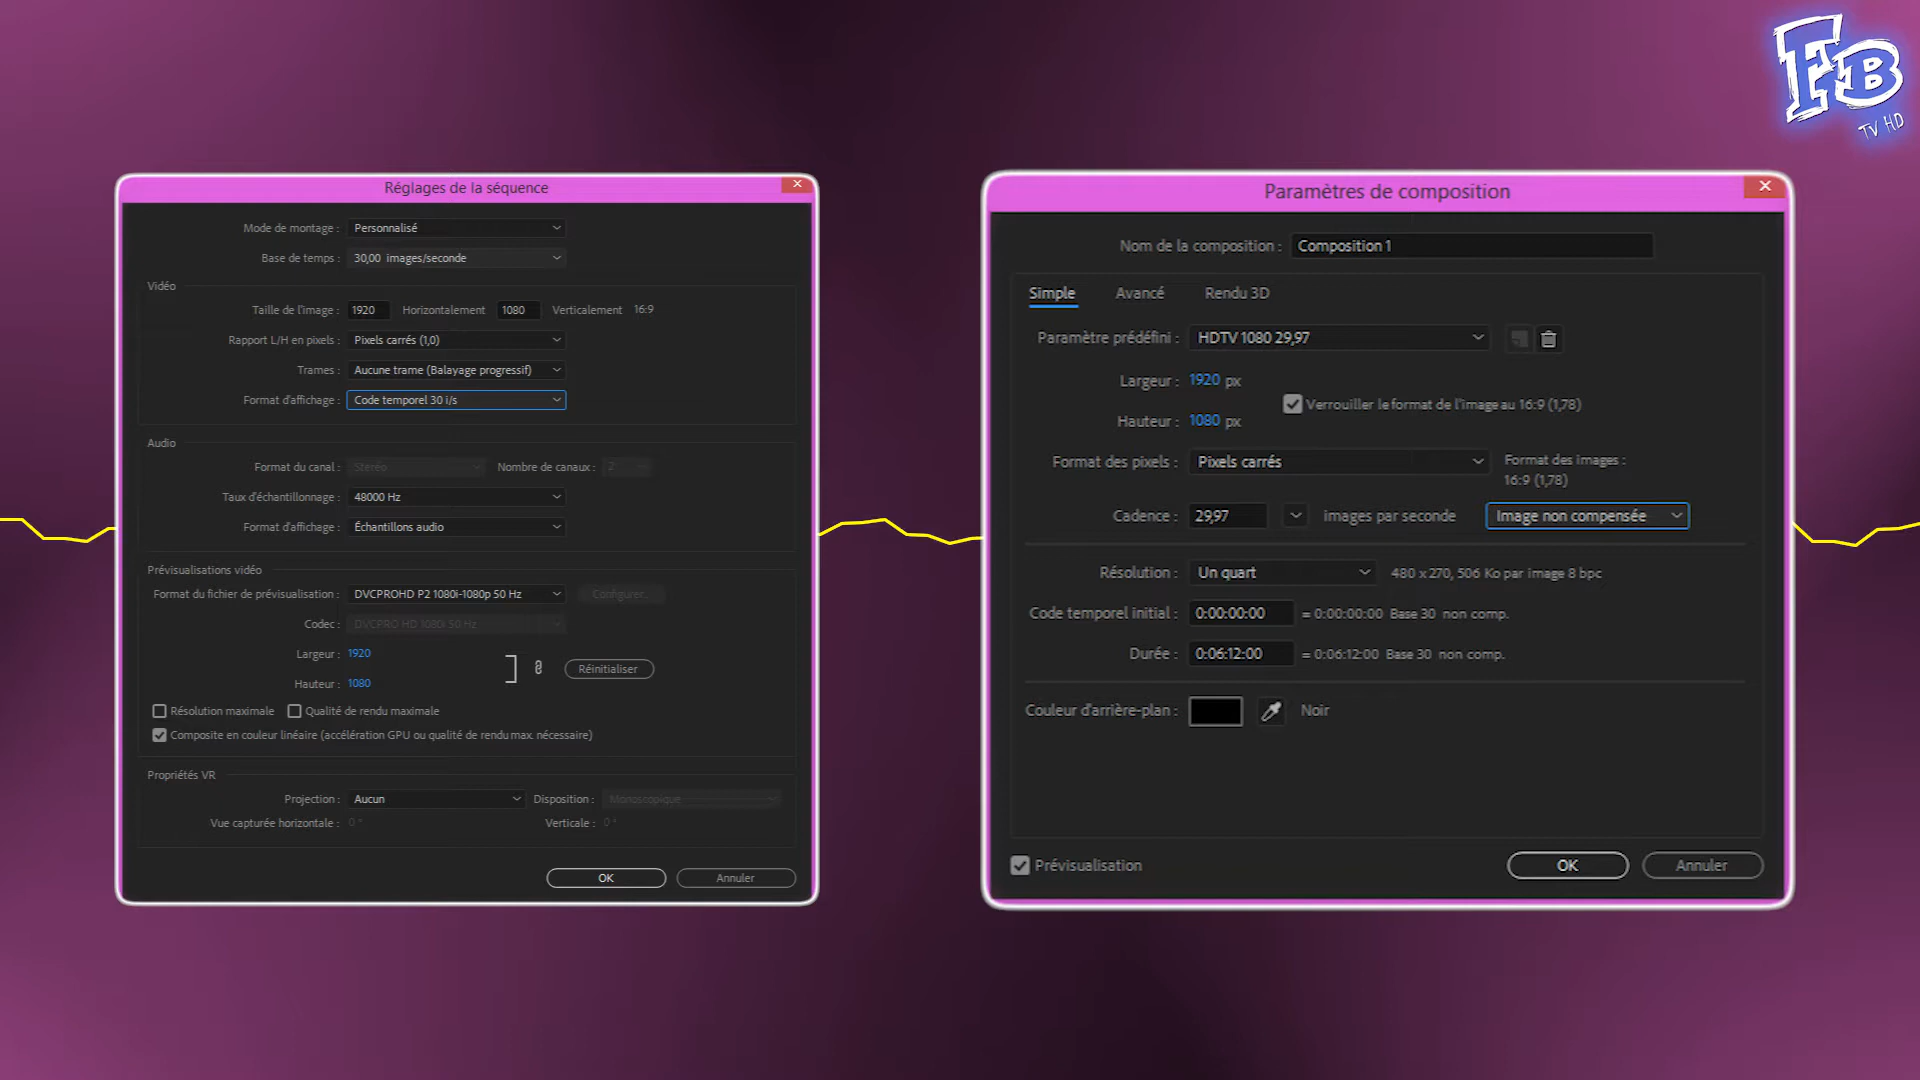 FB
TV HD
Réglages de la séquence
Mode de montage : Personnalisé
Base de temps : 30,00 images/seconde
Vidéo
Taille de l'image : 1920 Horizontalement 1080 Verticalement 16:9
Rapport L/H en pixels : Pixels carrés (1,0)
Trames : Aucune trame (Balayage progressif)
Format d'affichage : Code temporel 30 i/s
Audio
Format du canal : Stéréo Nombre de canaux : 2
Taux d'échantillonnage : 48000 Hz
Format d'affichage : Échantillons audio
Prévisualisations vidéo
Format du fichier de prévisualisation : DVCPROHD P2 1080i-1080p 50 Hz Configurer...
Codec : DVCPRO HD 1080i 50 Hz
Largeur : 1920
Hauteur : 1080
Réinitialiser
Résolution maximale Qualité de rendu maximale
Composite en couleur linéaire (accélération GPU ou qualité de rendu max. nécessaire)
Propriétés VR
Projection : Aucun Disposition : Monoscopique
Vue capturée horizontale : 0 ° Verticale : 0 °
OK Annuler
Paramètres de composition
Nom de la composition : Composition 1
Simple Avancé Rendu 3D
Paramètre prédéfini : HDTV 1080 29,97
Largeur : 1920 px
Verrouiller le format de l'image au 16:9 (1,78)
Hauteur : 1080 px
Format des pixels : Pixels carrés Format des images :
16:9 (1,78)
Cadence : 29,97 images par seconde Image non compensée
Résolution : Un quart 480 x 270, 506 Ko par image 8 bpc
Code temporel initial : 0:00:00:00 = 0:00:00:00 Base 30 non comp.
Durée : 0:06:12:00 = 0:06:12:00 Base 30 non comp.
Couleur d'arrière-plan : Noir
Prévisualisation
OK Annuler